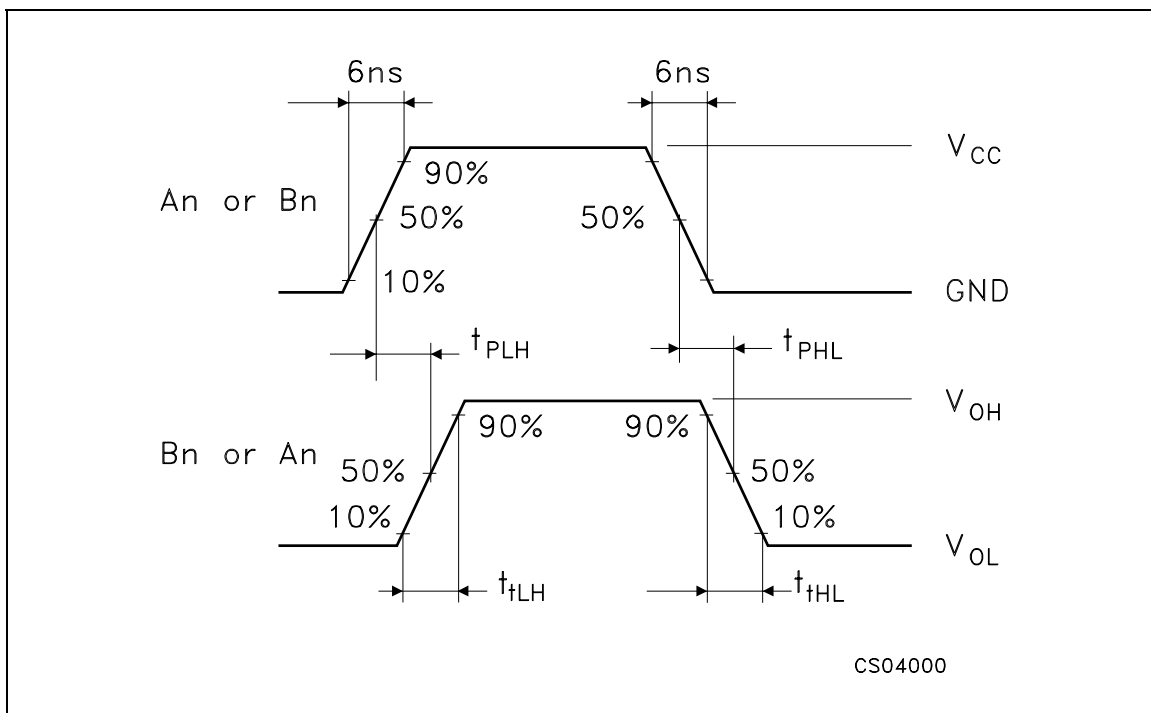 6ns 6ns
V_CC
90%
An or Bn
50% 50%
10%
GND
t_PLH t_PHL
V_OH
90% 90%
Bn or An
50% 50%
10% 10%
V_OL
t_tLH t_tHL
CS04000